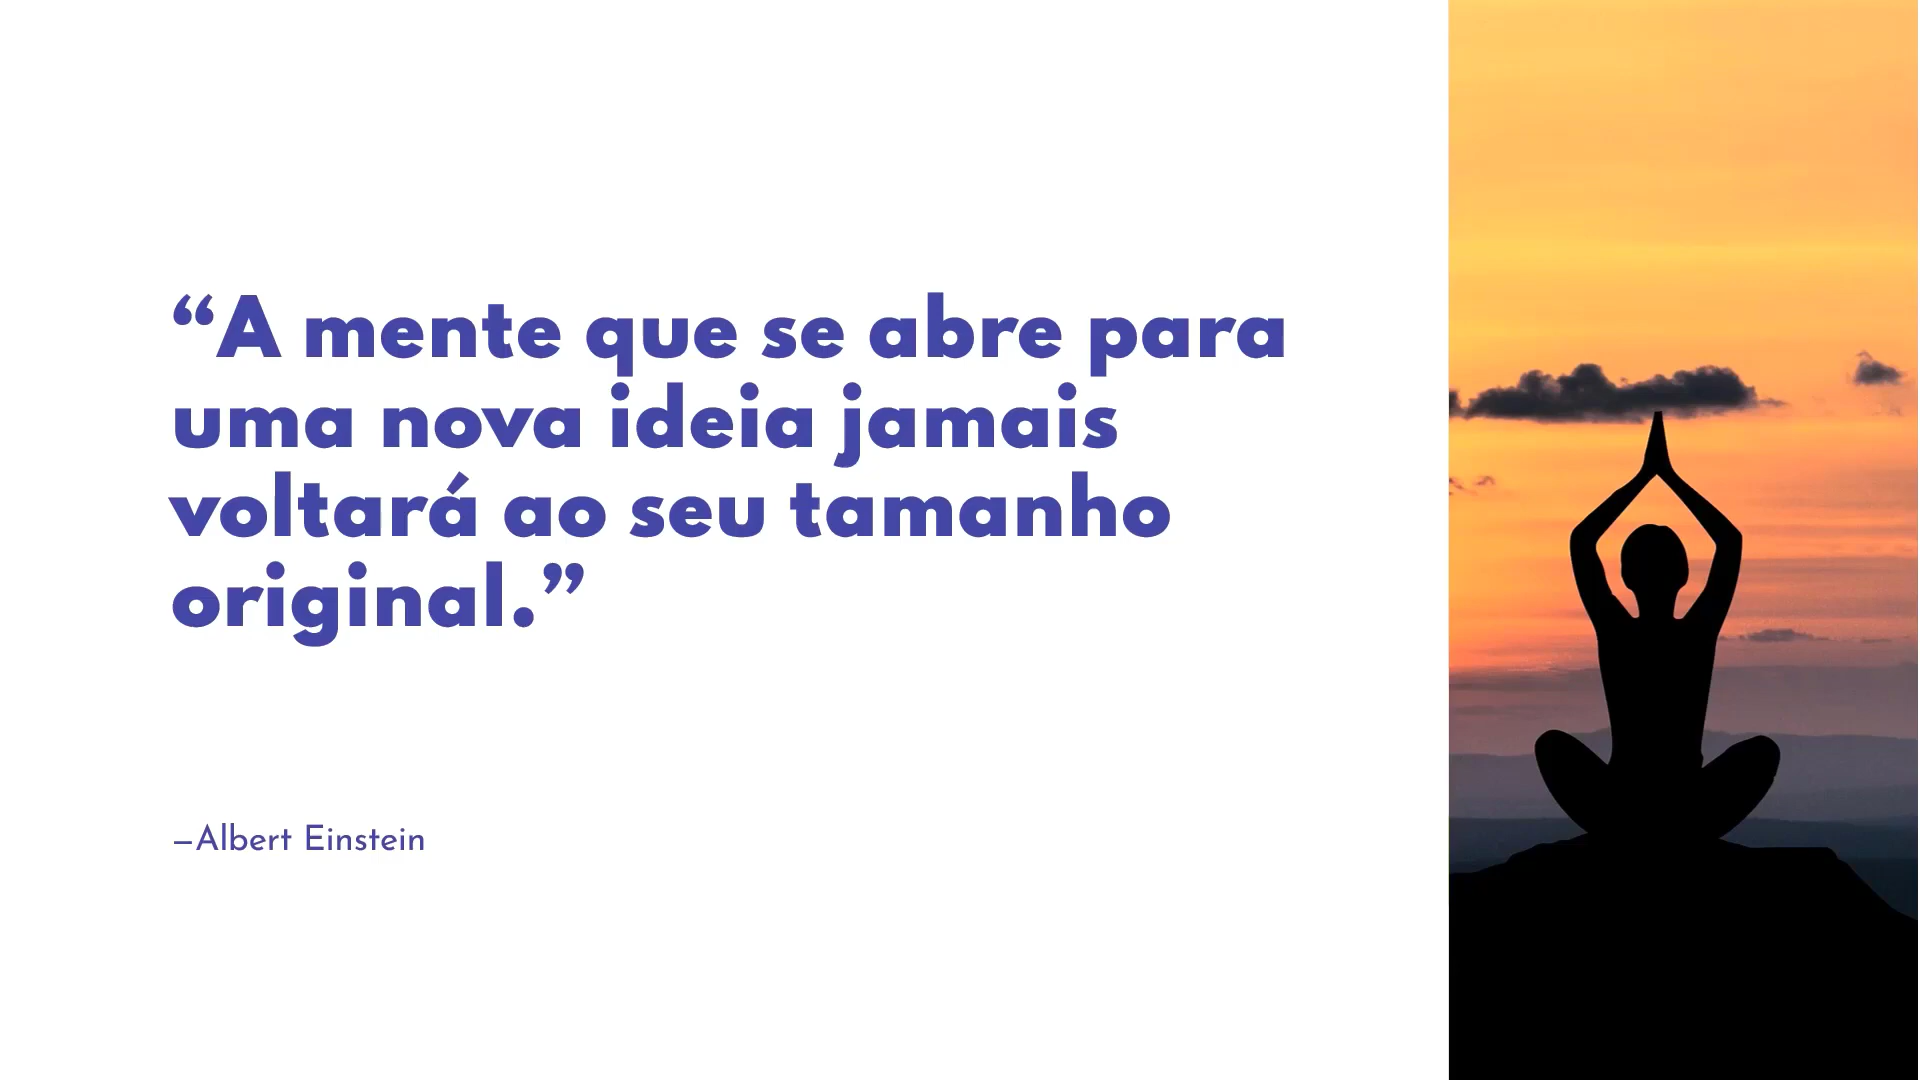 “A mente que se abre para
uma nova ideia jamais
voltará ao seu tamanho
original.”
—Albert Einstein